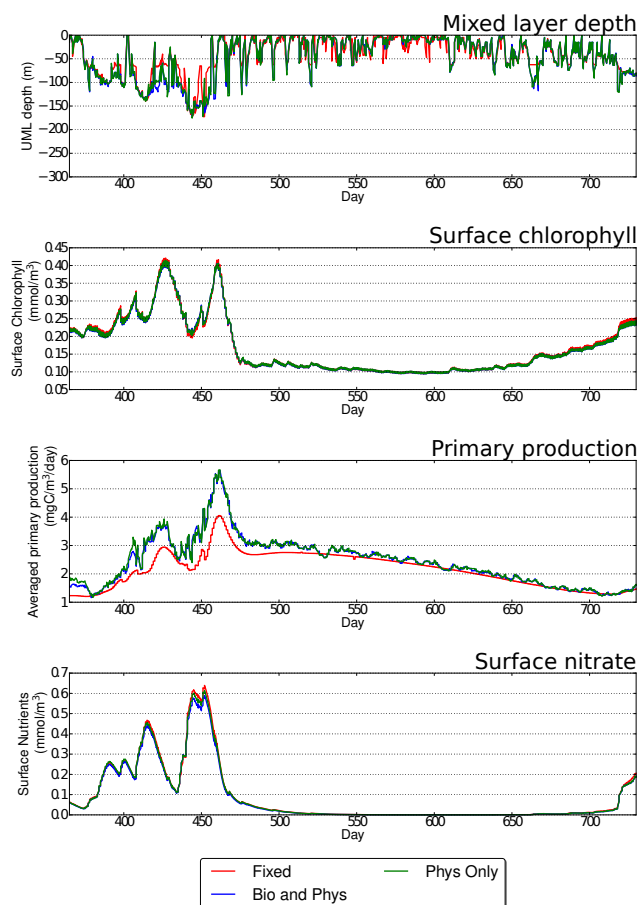 Mixed layer depth
0
−50
−100
−150
−200
−250
−300
UML depth (m)
400 450 500 550 600 650 700
Day
Surface chlorophyll
0.45
0.40
0.35
0.30
0.25
0.20
0.15
0.10
0.05
Surface Chlorophyll
(mmol/m³)
400 450 500 550 600 650 700
Day
Primary production
6
5
4
3
2
1
Averaged primary production
(mgC/m³/day)
400 450 500 550 600 650 700
Day
Surface nitrate
0.7
0.6
0.5
0.4
0.3
0.2
0.1
0.0
Surface Nutrients
(mmol/m³)
400 450 500 550 600 650 700
Day
Fixed
Bio and Phys
Phys Only